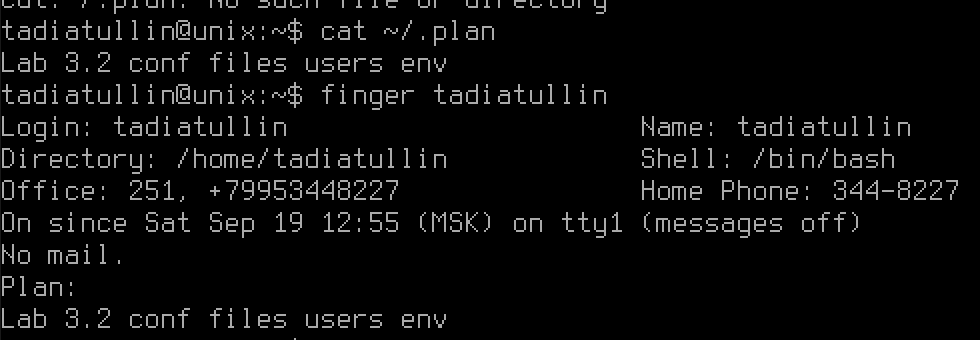 cat: /.plan: No such file or directory
tadiatullin@unix:~$ cat ~/.plan
Lab 3.2 conf files users env
tadiatullin@unix:~$ finger tadiatullin
Login: tadiatullin Name: tadiatullin
Directory: /home/tadiatullin Shell: /bin/bash
Office: 251, +79953448227 Home Phone: 344-8227
On since Sat Sep 19 12:55 (MSK) on tty1 (messages off)
No mail.
Plan:
Lab 3.2 conf files users env